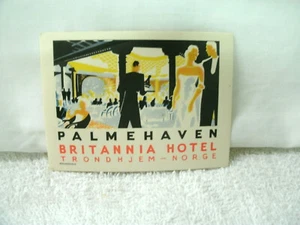 PALMEHAVEN
BRITANNIA HOTEL
TRONDHJEM — NORGE